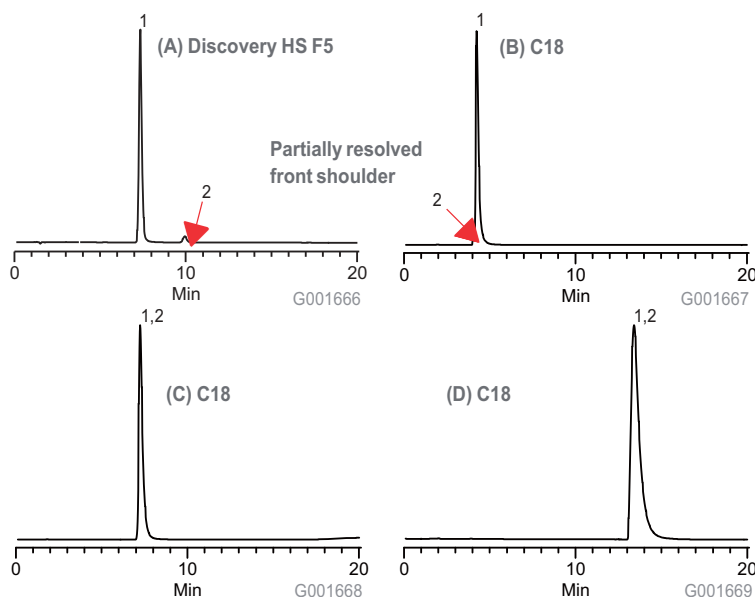 1
(A) Discovery HS F5
2
0 10 20
Min
G001666
Partially resolved
front shoulder
1
(B) C18
2
0 10 20
Min
G001667
1,2
(C) C18
0 10 20
Min
G001668
1,2
(D) C18
0 10 20
Min
G001669